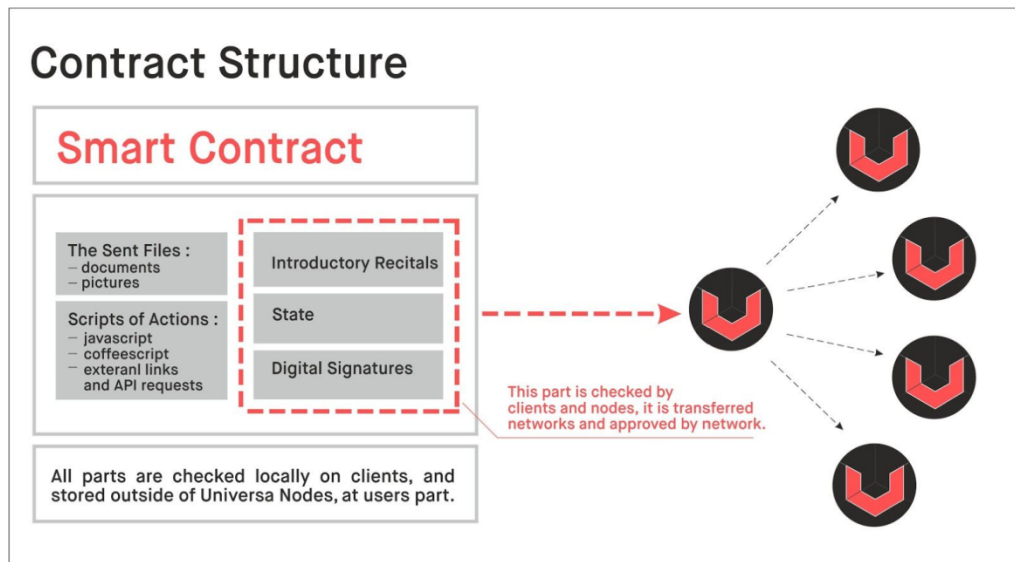 Contract Structure
Smart Contract
The Sent Files :
– documents
– pictures
Scripts of Actions :
– javascript
– coffeescript
– exteranl links
and API requests
Introductory Recitals
State
Digital Signatures
This part is checked by
clients and nodes, it is transferred
networks and approved by network.
All parts are checked locally on clients, and
stored outside of Universa Nodes, at users part.